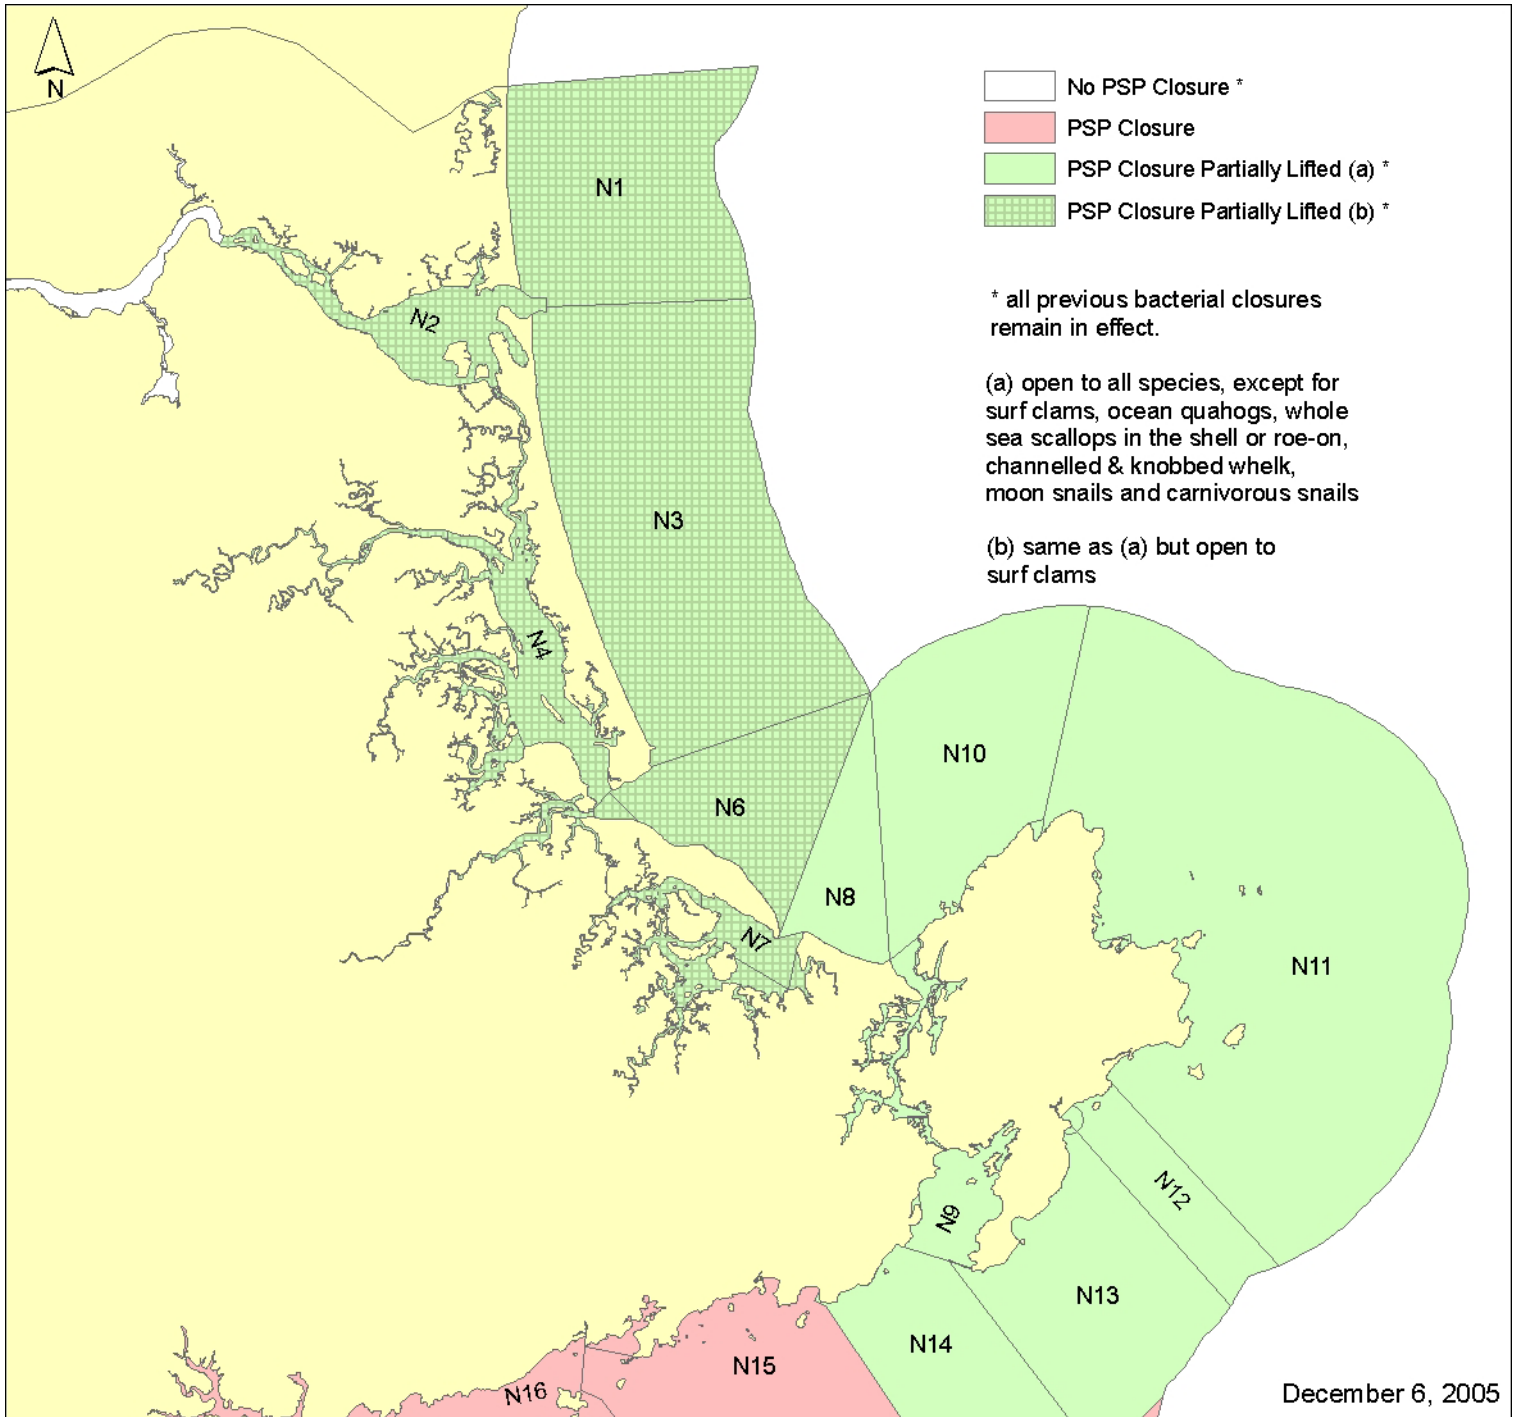 N
No PSP Closure *
PSP Closure
PSP Closure Partially Lifted (a) *
PSP Closure Partially Lifted (b) *
* all previous bacterial closures
remain in effect.
(a) open to all species, except for
surf clams, ocean quahogs, whole
sea scallops in the shell or roe-on,
channelled & knobbed whelk,
moon snails and carnivorous snails
(b) same as (a) but open to
surf clams
N1
N2
N3
N4
N6
N10
N8
N7
N11
N12
N9
N13
N14
N15
N16
December 6, 2005